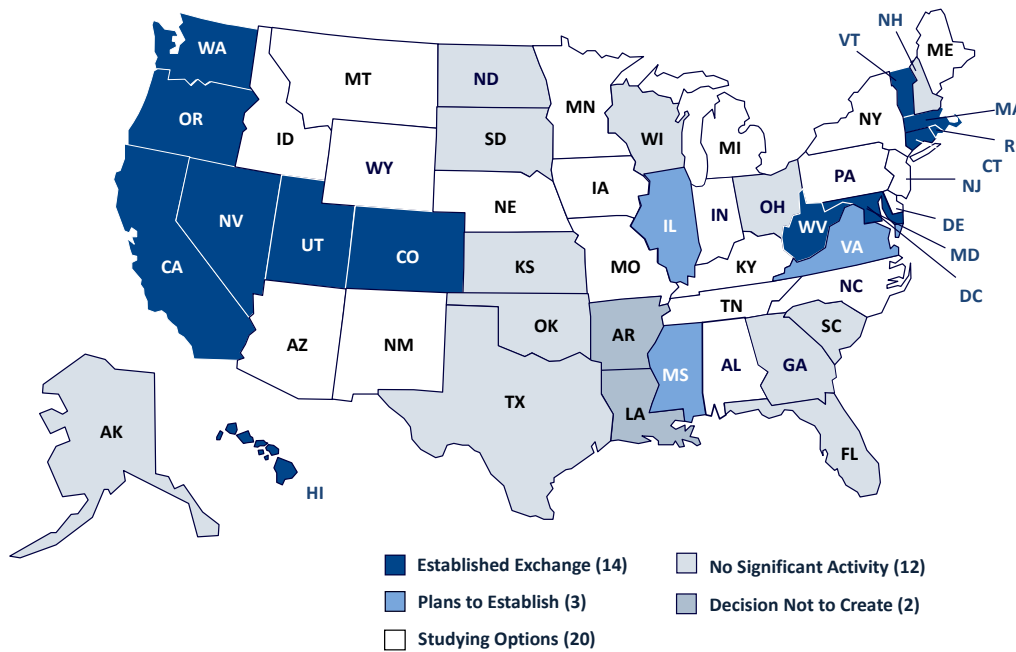 NH
ME
VT
WA
MT
ND
MN
MA
OR
ID
SD
WI
NY
R
MI
CT
WY
PA
NJ
IA
NE
OH
IN
DE
NV
IL
WV
UT
CO
VA
MD
CA
KS
MO
KY
NC
DC
TN
OK
SC
AZ
NM
AR
MS
AL
GA
TX
LA
AK
FL
HI
Established Exchange (14)
No Significant Activity (12)
Plans to Establish (3)
Decision Not to Create (2)
Studying Options (20)